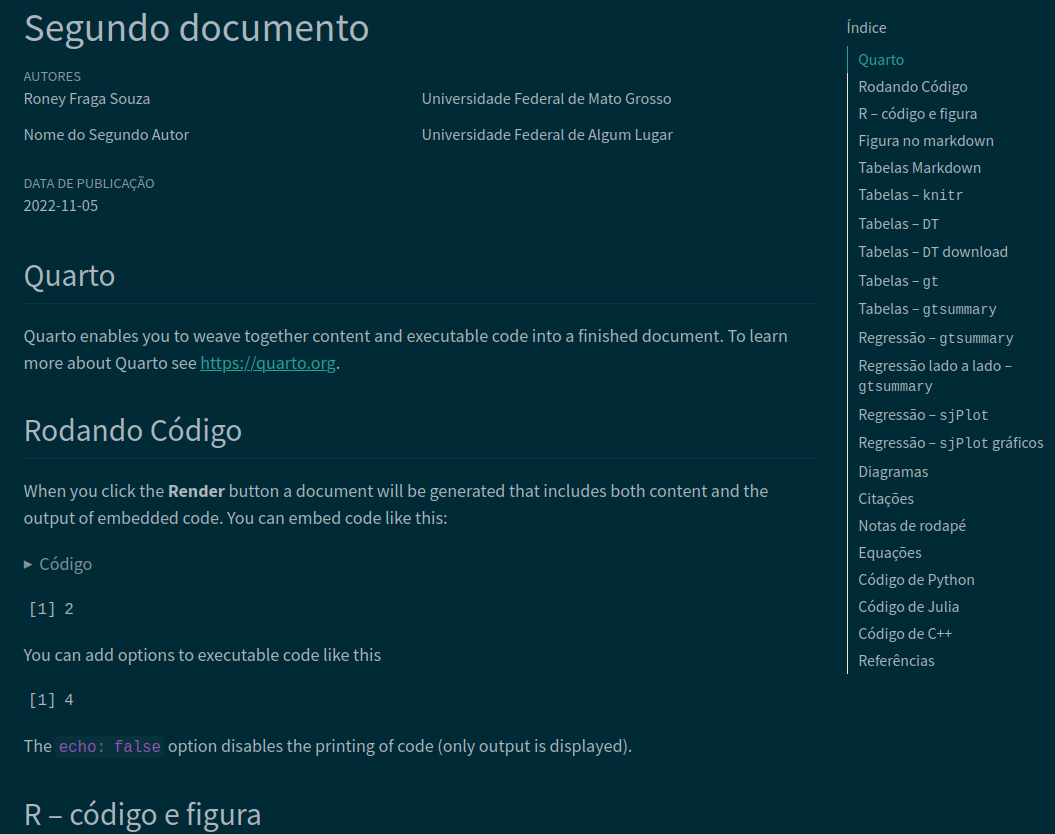 Segundo documento
AUTORES
Roney Fraga Souza
Universidade Federal de Mato Grosso
Nome do Segundo Autor
Universidade Federal de Algum Lugar
DATA DE PUBLICAÇÃO
2022-11-05
Quarto
Quarto enables you to weave together content and executable code into a finished document. To learn
more about Quarto see https://quarto.org.
Rodando Código
When you click the Render button a document will be generated that includes both content and the
output of embedded code. You can embed code like this:
Código
[1] 2
You can add options to executable code like this
[1] 4
The echo: false option disables the printing of code (only output is displayed).
R – código e figura
Índice
Quarto
Rodando Código
R – código e figura
Figura no markdown
Tabelas Markdown
Tabelas – knitr
Tabelas – DT
Tabelas – DT download
Tabelas – gt
Tabelas – gtsummary
Regressão – gtsummary
Regressão lado a lado –
gtsummary
Regressão – sjPlot
Regressão – sjPlot gráficos
Diagramas
Citações
Notas de rodapé
Equações
Código de Python
Código de Julia
Código de C++
Referências